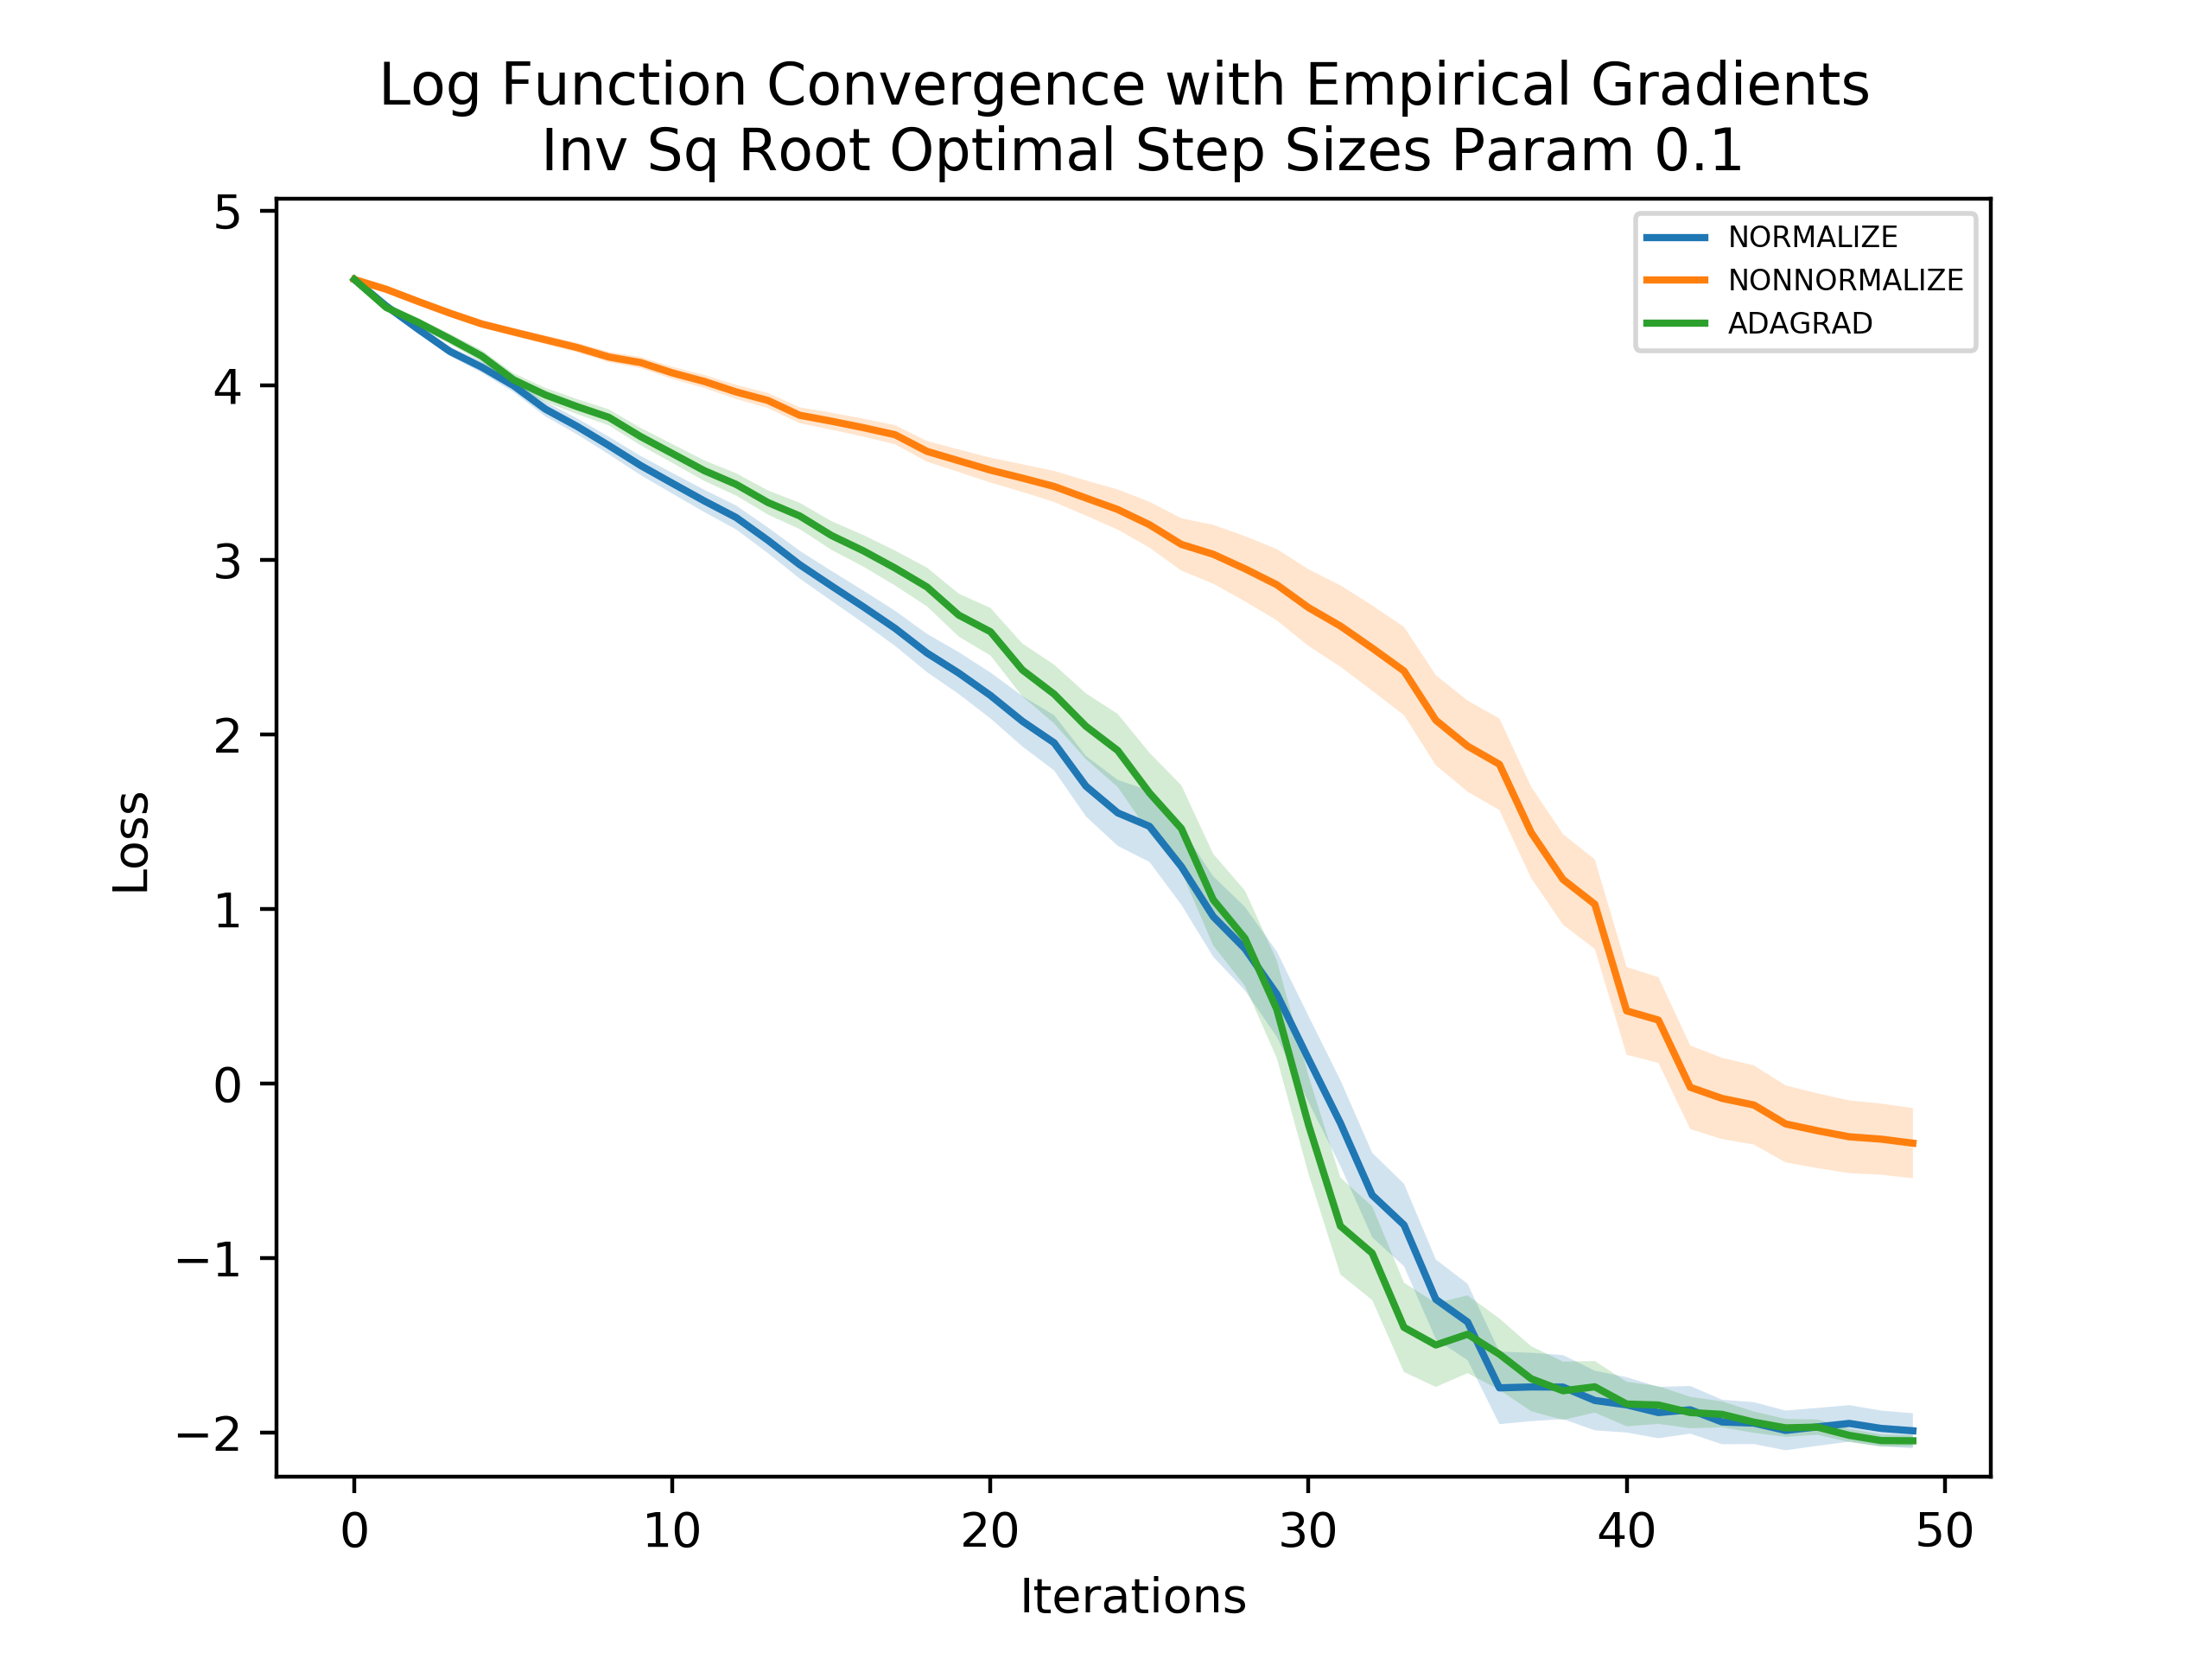 Log Function Convergence with Empirical Gradients
Inv Sq Root Optimal Step Sizes Param 0.1
5
4
3
2
1
0
−1
−2
Loss
NORMALIZE
NONNORMALIZE
ADAGRAD
0 10 20 30 40 50
Iterations